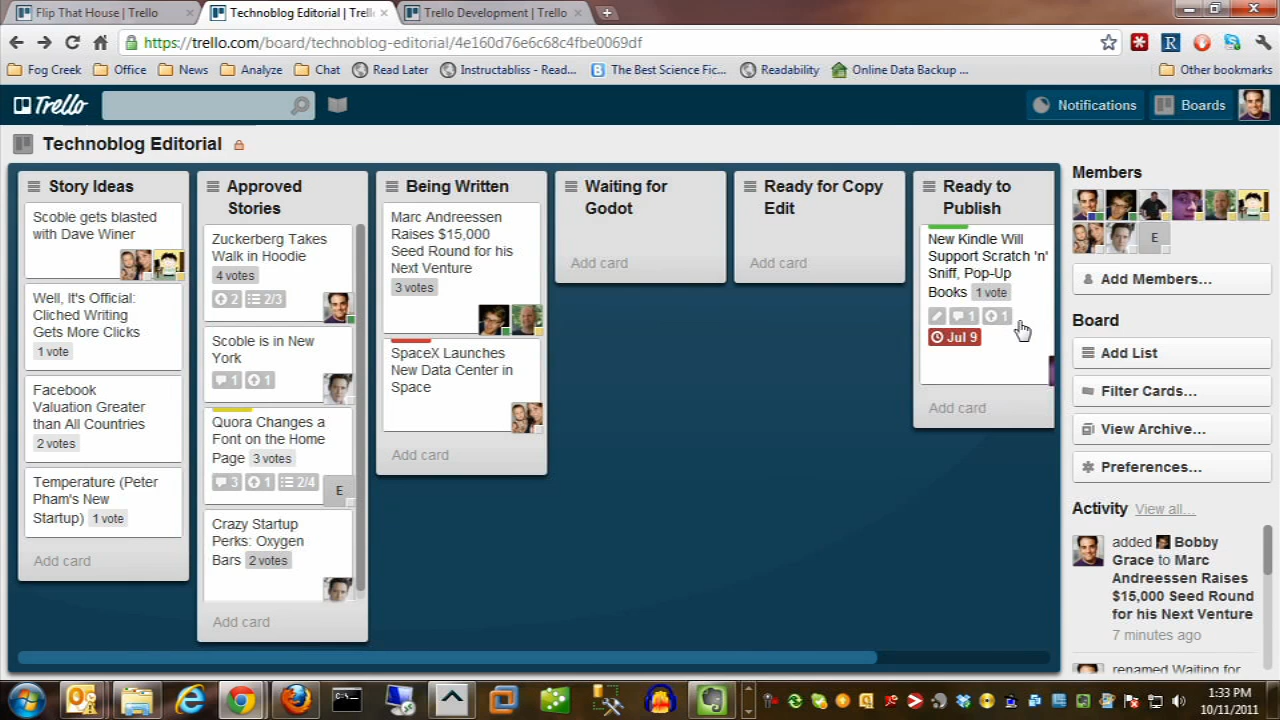 Flip That House | Trello
Technoblog Editorial | Trell
Trello Development | Trello
https://trello.com/board/technoblog-editorial/4e160d76e6c68c4fbe0069df
Fog Creek
Office
News
Analyze
Chat
Read Later
Instructabliss - Read...
The Best Science Fic...
Readability
Online Data Backup ...
Other bookmarks
Trello
Notifications
Boards
Technoblog Editorial
Story Ideas
Scoble gets blasted
with Dave Winer
Well, It's Official:
Cliched Writing
Gets More Clicks
1 vote
Facebook
Valuation Greater
than All Countries
2 votes
Temperature (Peter
Pham's New
Startup) 1 vote
Add card
Approved
Stories
Zuckerberg Takes
Walk in Hoodie
4 votes
2 2/3
Scoble is in New
York
1 1
Quora Changes a
Font on the Home
Page 3 votes
3 1 2/4
E
Crazy Startup
Perks: Oxygen
Bars 2 votes
Add card
Being Written
Marc Andreessen
Raises $15,000
Seed Round for his
Next Venture
3 votes
SpaceX Launches
New Data Center in
Space
Add card
Waiting for
Godot
Add card
Ready for Copy
Edit
Add card
Ready to
Publish
New Kindle Will
Support Scratch 'n'
Sniff, Pop-Up
Books 1 vote
1 1
Jul 9
Add card
Members
E
Add Members...
Board
Add List
Filter Cards...
View Archive...
Preferences...
Activity View all...
added Bobby
Grace to Marc
Andreessen Raises
$15,000 Seed Round
for his Next Venture
7 minutes ago
renamed Waiting for
1:33 PM
10/11/2011